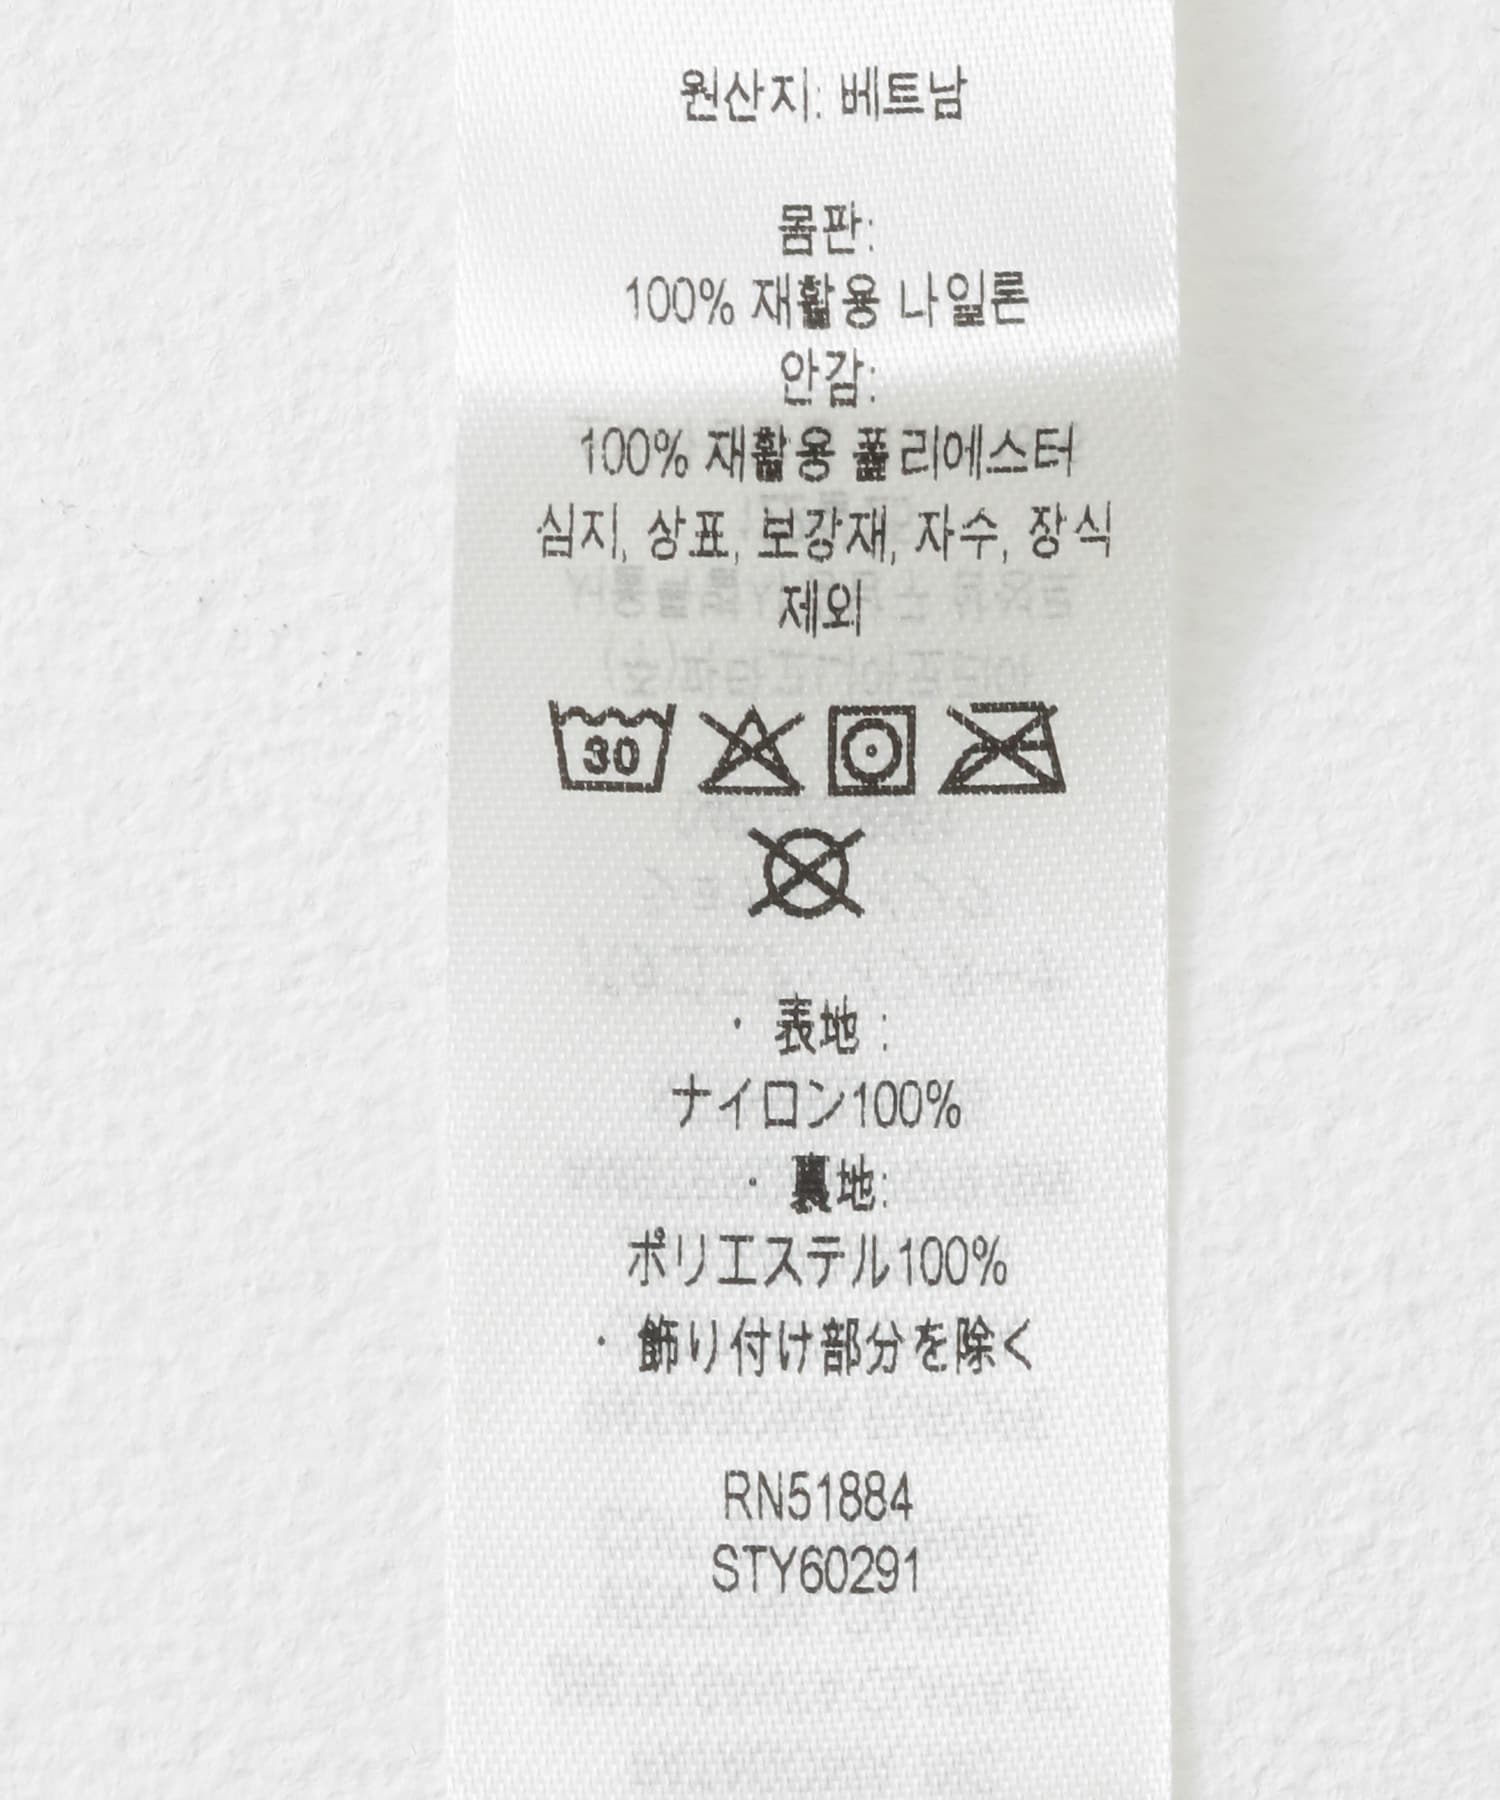 원산지: 베트남
몸판:
100% 재활용 나일론
안감:
100% 재활용 폴리에스터
심지, 상표, 보강재, 자수, 장식
제외
30
・ 表地 :
ナイロン100%
・ 裏地:
ポリエステル100%
・ 飾り付け部分を除く
RN51884
STY60291